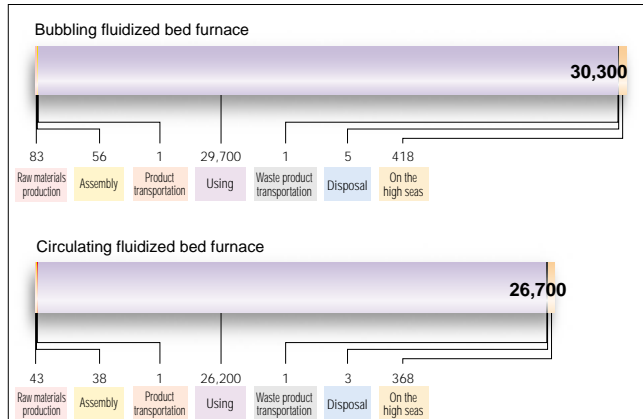 Bubbling fluidized bed furnace
30,300
83 56 1 29,700 1 5 418
Raw materials production
Assembly
Product transportation
Using
Waste product transportation
Disposal
On the high seas
Circulating fluidized bed furnace
26,700
43 38 1 26,200 1 3 368
Raw materials production
Assembly
Product transportation
Using
Waste product transportation
Disposal
On the high seas